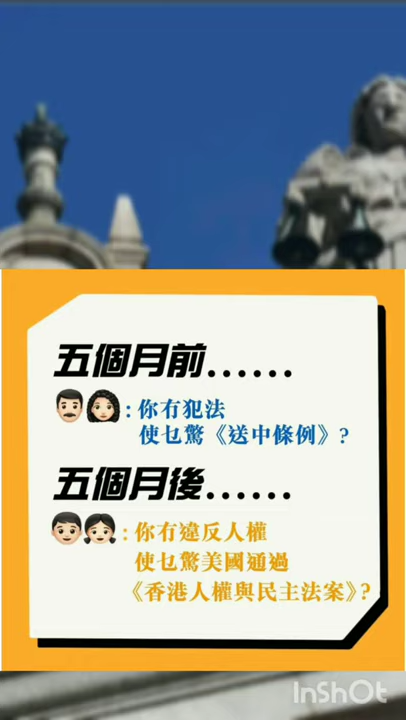 五個月前......
：你冇犯法
使乜驚《送中條例》？
五個月後......
：你冇違反人權
使乜驚美國通過
《香港人權與民主法案》？
InShOt